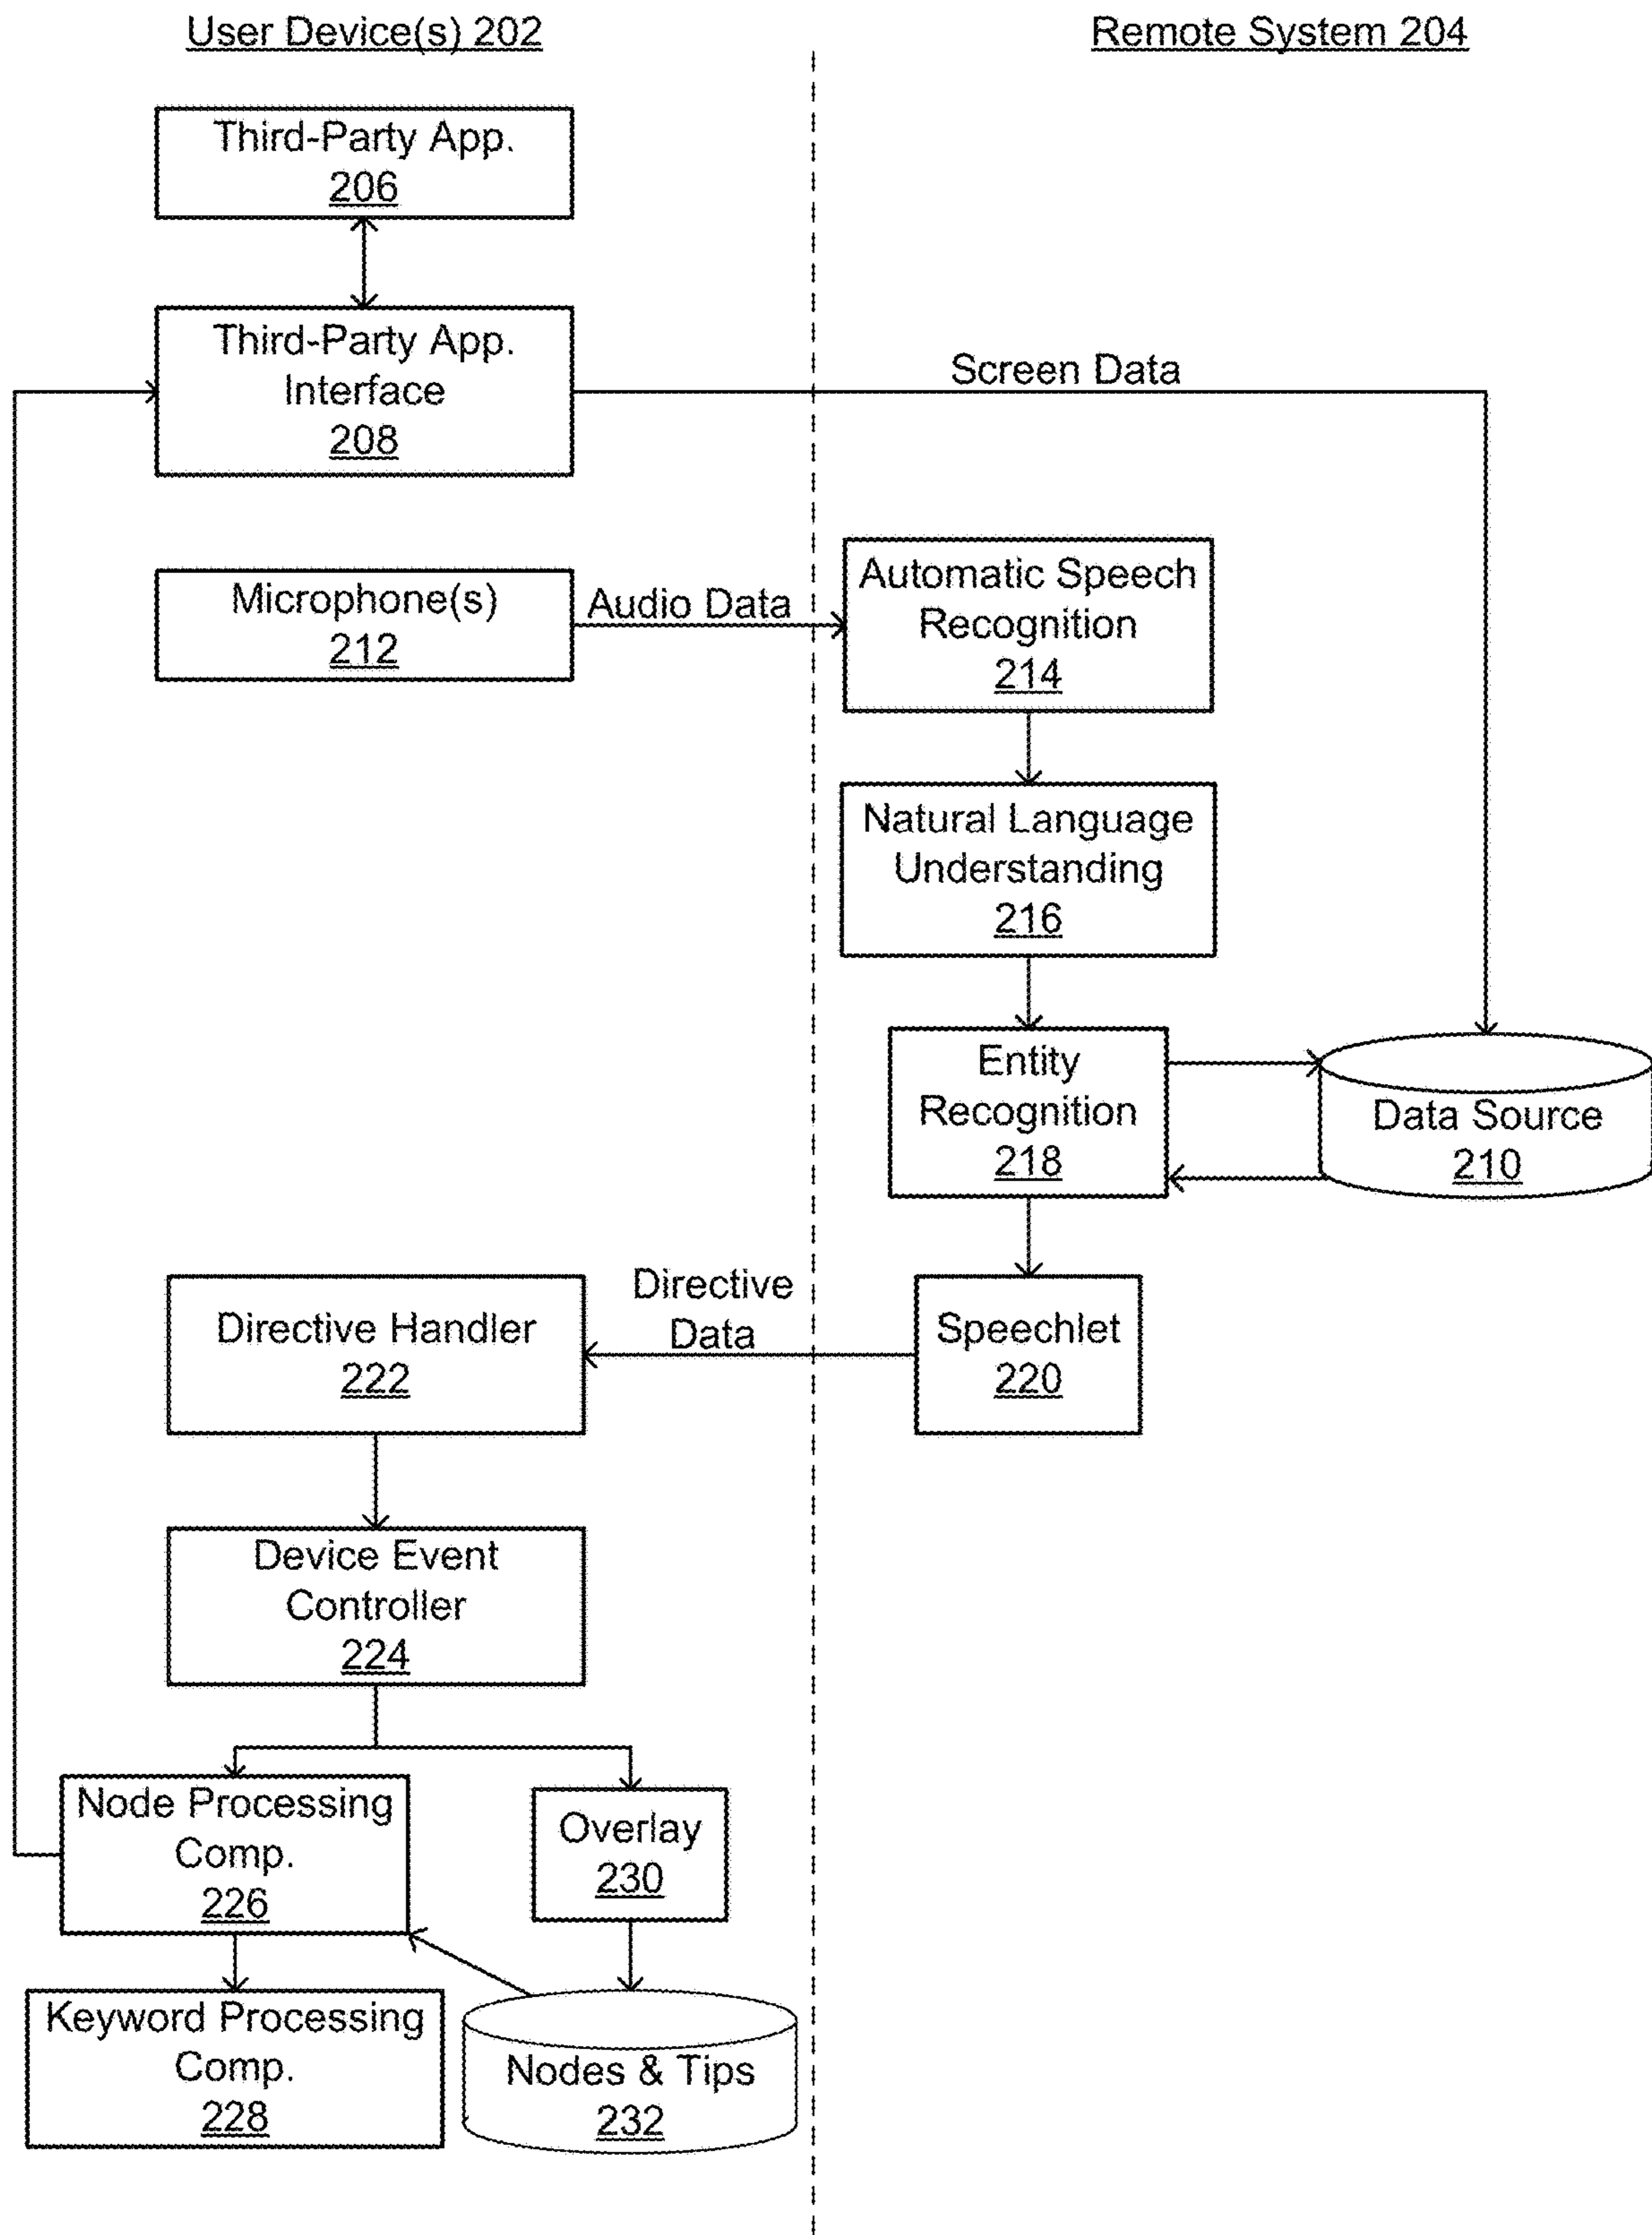 User Device(s) 202
Remote System 204
Third-Party App.
206
Third-Party App.
Interface
208
Screen Data
Microphone(s)
212
Audio Data
Automatic Speech
Recognition
214
Natural Language
Understanding
216
Entity
Recognition
218
Data Source
210
Directive Handler
222
Directive
Data
Speechlet
220
Device Event
Controller
224
Node Processing
Comp.
226
Overlay
230
Keyword Processing
Comp.
228
Nodes & Tips
232